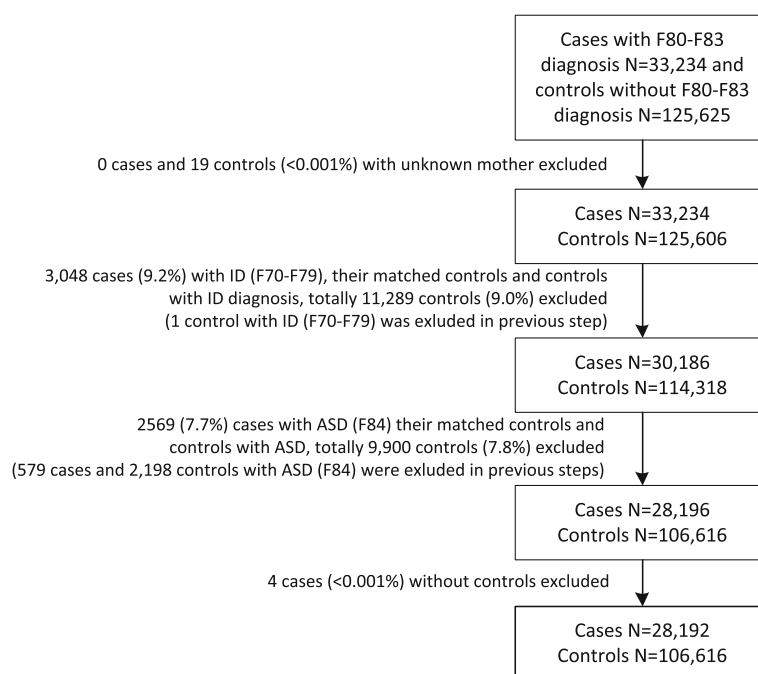 Cases with F80-F83
diagnosis N=33,234 and
controls without F80-F83
diagnosis N=125,625
0 cases and 19 controls (<0.001%) with unknown mother excluded
Cases N=33,234
Controls N=125,606
3,048 cases (9.2%) with ID (F70-F79), their matched controls and controls
with ID diagnosis, totally 11,289 controls (9.0%) excluded
(1 control with ID (F70-F79) was exluded in previous step)
Cases N=30,186
Controls N=114,318
2569 (7.7%) cases with ASD (F84) their matched controls and
controls with ASD, totally 9,900 controls (7.8%) excluded
(579 cases and 2,198 controls with ASD (F84) were exluded in previous steps)
Cases N=28,196
Controls N=106,616
4 cases (<0.001%) without controls excluded
Cases N=28,192
Controls N=106,616